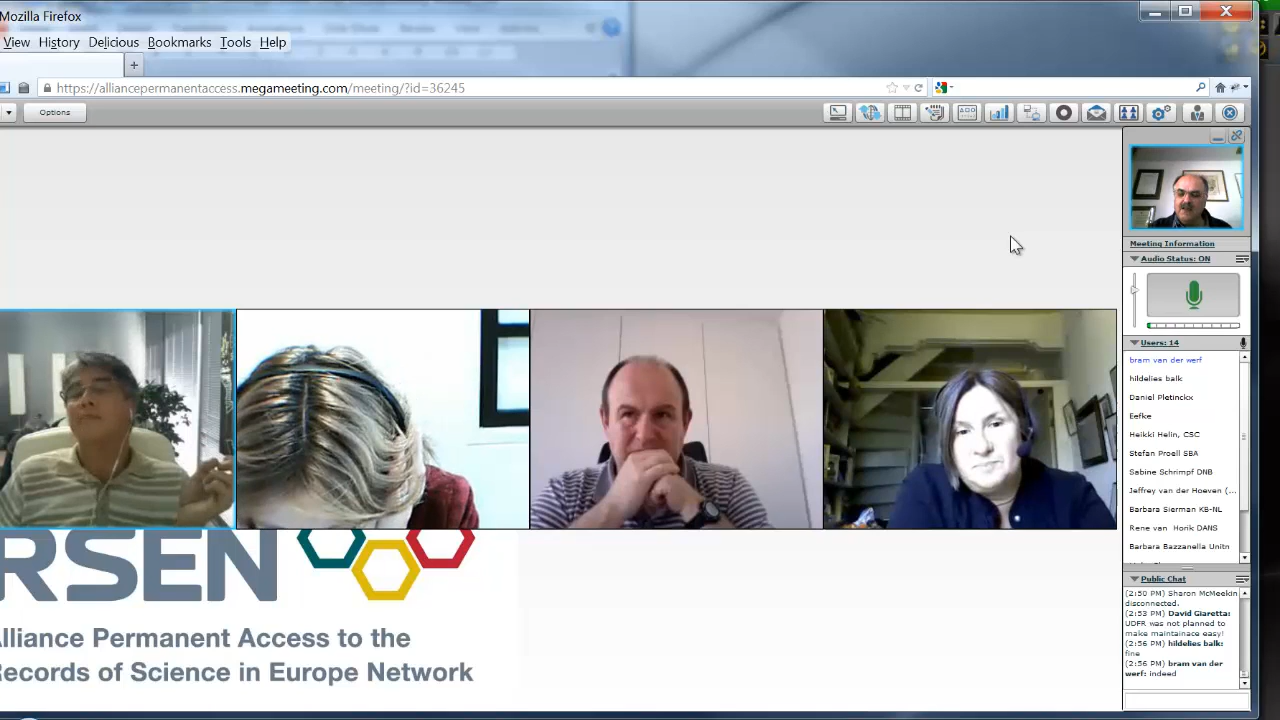 Mozilla Firefox
View History Delicious Bookmarks Tools Help
+
https://alliancepermanentaccess.megameeting.com/meeting/?id=36245
Options
Meeting Information
Audio Status: ON
Users: 14
bram van der werf
hildelies balk
Daniel Pletinckx
Eefke
Heikki Helin, CSC
Stefan Proell SBA
Sabine Schrimpf DNB
Jeffrey van der Hoeven (...
Barbara Sierman KB-NL
Rene van Horik DANS
Barbara Bazzanella Unitn
Public Chat
(2:50 PM) Sharon McMeekin
disconnected.
(2:53 PM) David Giaretta:
UDFR was not planned to
make maintainace easy!
(2:56 PM) hildelies balk:
fine
(2:56 PM) bram van der
werf: indeed
RSEN
lliance Permanent Access to the
ecords of Science in Europe Network